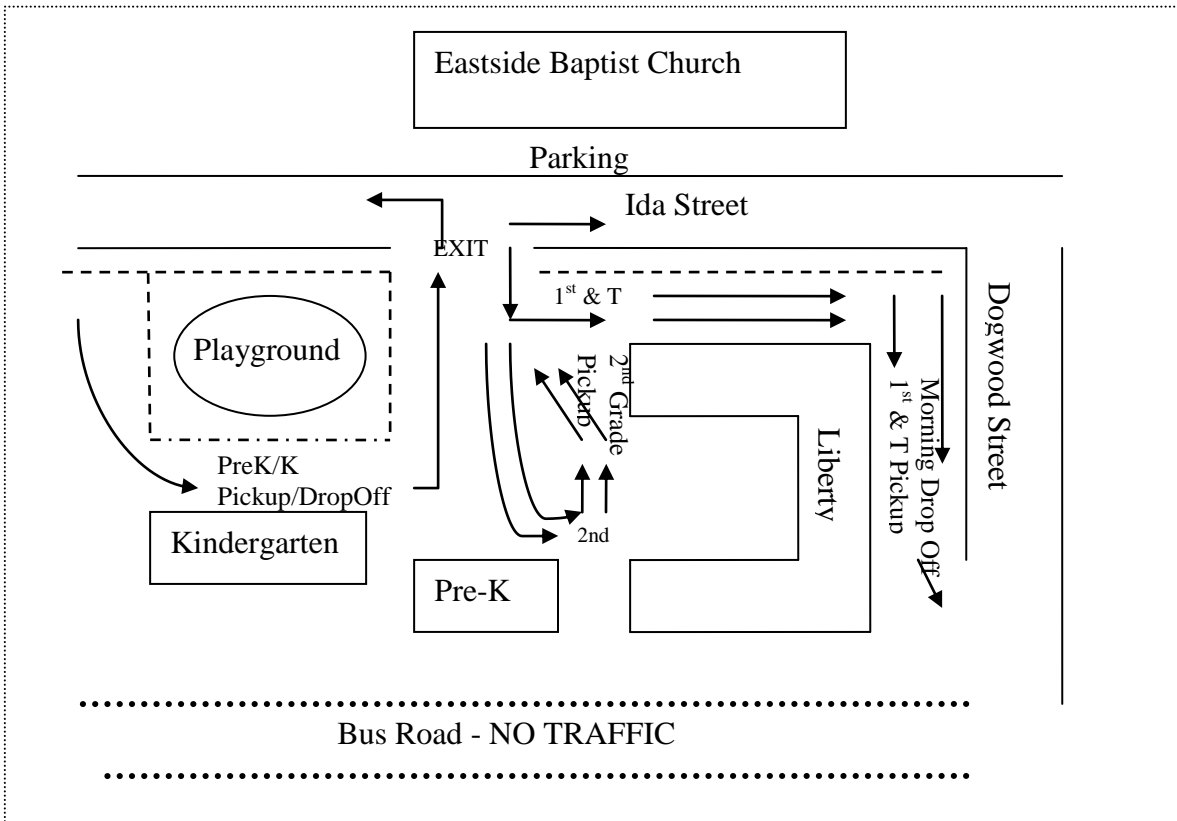 Eastside Baptist Church
Parking
Ida Street
EXIT
1st & T
Playground
2nd Grade
Pickup
Liberty
1st & T Pickup
Morning Drop Off
Dogwood Street
PreK/K
Pickup/DropOff
Kindergarten
2nd
Pre-K
Bus Road - NO TRAFFIC